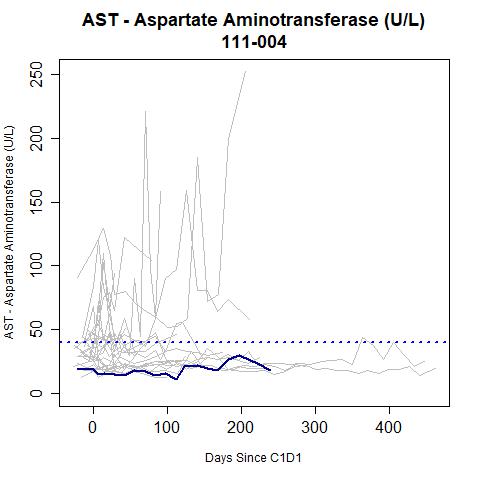 AST - Aspartate Aminotransferase (U/L)
111-004
AST - Aspartate Aminotransferase (U/L)
250
200
150
100
50
0
0 100 200 300 400
Days Since C1D1